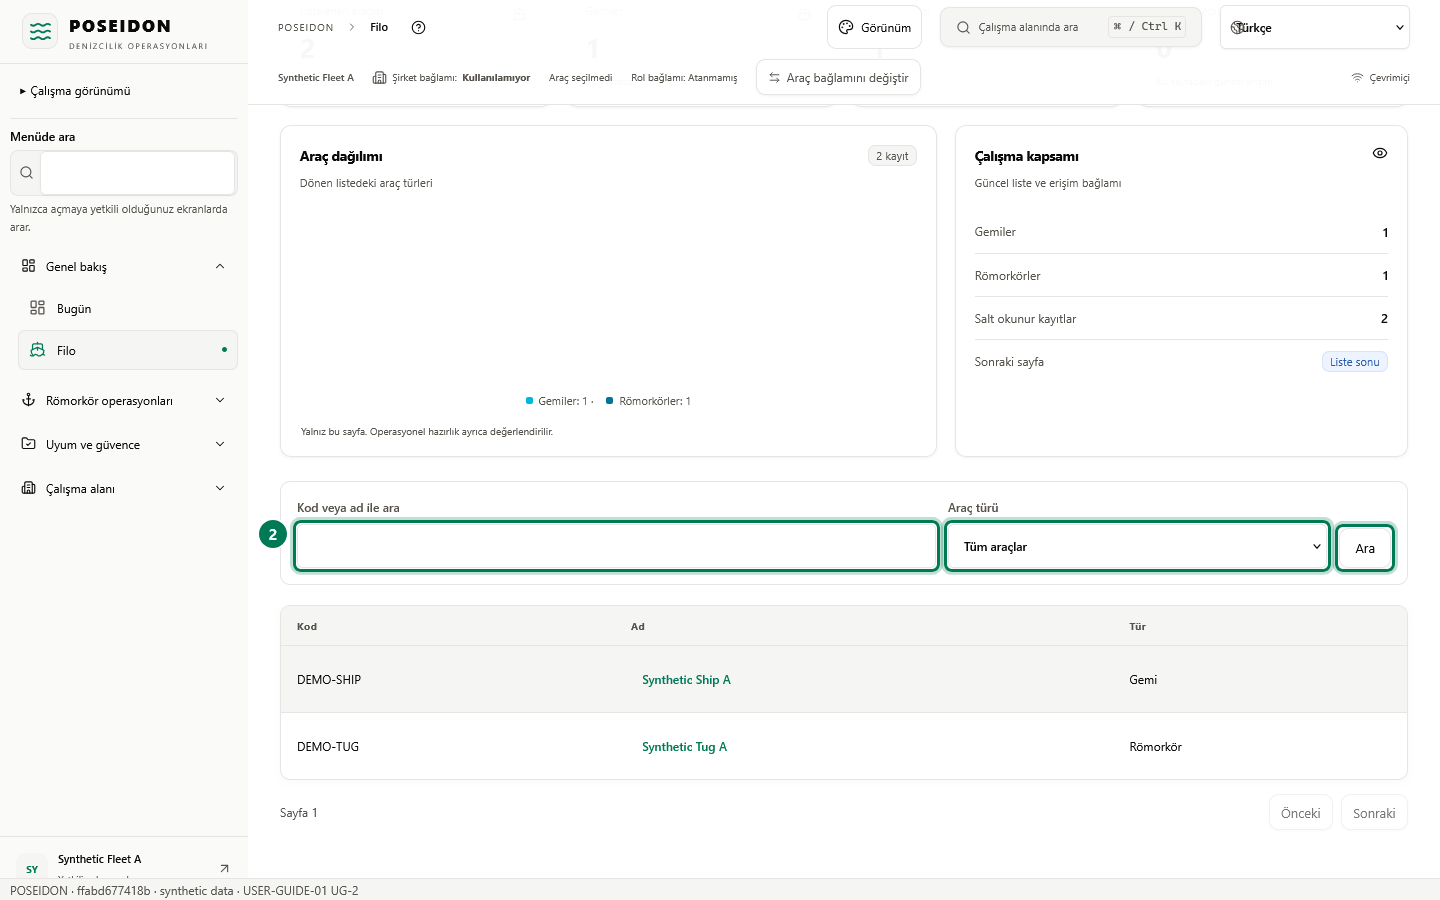 POSEIDON
DENİZCİLİK OPERASYONLARI
Çalışma görünümü
Menüde ara
Yalnızca açmaya yetkili olduğunuz ekranlarda
arar.
Genel bakış
Bugün
Filo
Römorkör operasyonları
Uyum ve güvence
Çalışma alanı
Synthetic Fleet A
SY
POSEIDON
Filo
Görünüm
Çalışma alanında ara
⌘ / Ctrl K
Türkçe
Synthetic Fleet A
Şirket bağlamı: Kullanılamıyor
Araç seçilmedi
Rol bağlamı: Atanmamış
Araç bağlamını değiştir
Çevrimiçi
Araç dağılımı
2 kayıt
Dönen listedeki araç türleri
Gemiler: 1 ·
Römorkörler: 1
Yalnız bu sayfa. Operasyonel hazırlık ayrıca değerlendirilir.
Çalışma kapsamı
Güncel liste ve erişim bağlamı
Gemiler 1
Römorkörler 1
Salt okunur kayıtlar 2
Sonraki sayfa Liste sonu
Kod veya ad ile ara
Araç türü
2
Tüm araçlar
Ara
Kod Ad Tür
DEMO-SHIP Synthetic Ship A Gemi
DEMO-TUG Synthetic Tug A Römorkör
Sayfa 1
Önceki
Sonraki
POSEIDON · ffabd677418b · synthetic data · USER-GUIDE-01 UG-2